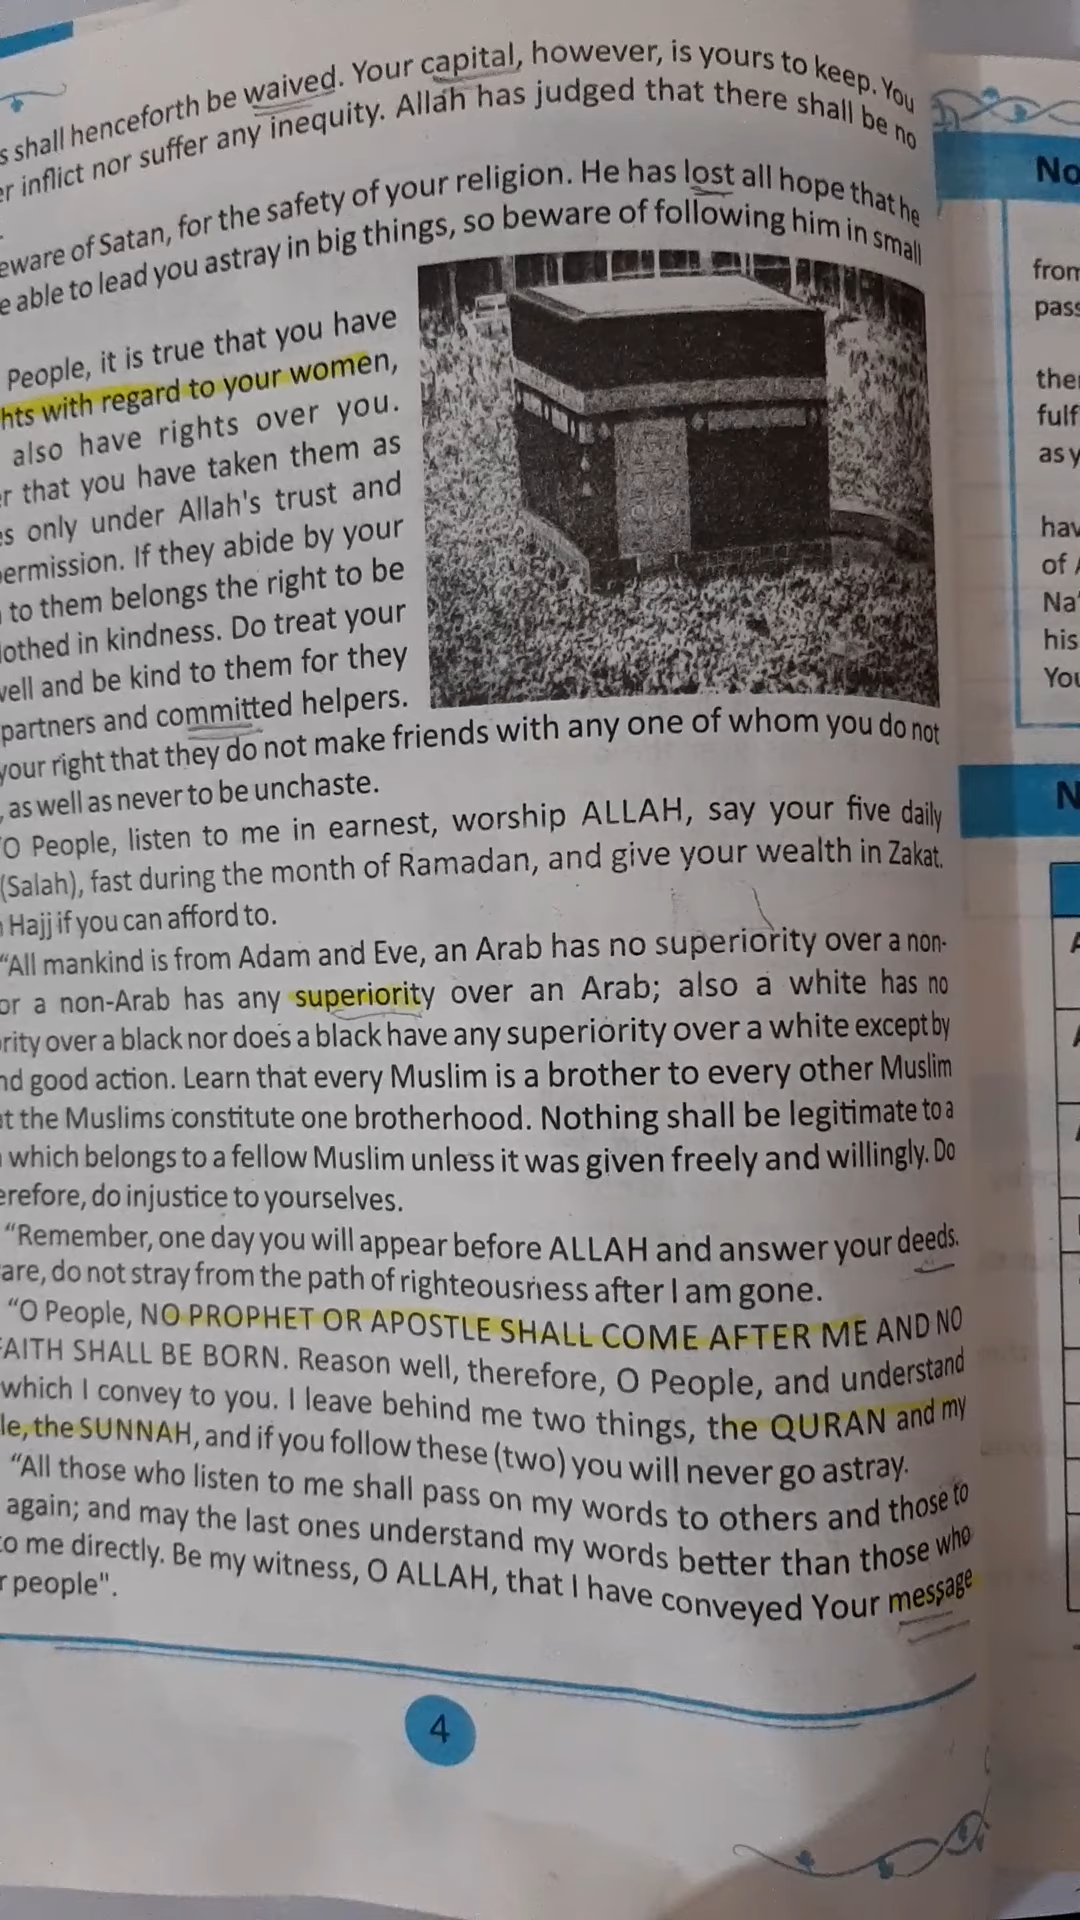 s shall henceforth be waived. Your capital, however, is yours to keep. You
er inflict nor suffer any inequity. Allah has judged that there shall be no
eware of Satan, for the safety of your religion. He has lost all hope that he
e able to lead you astray in big things, so beware of following him in small
People, it is true that you have
hts with regard to your women,
also have rights over you.
er that you have taken them as
es only under Allah's trust and
ermission. If they abide by your
to them belongs the right to be
lothed in kindness. Do treat your
well and be kind to them for they
partners and committed helpers.
your right that they do not make friends with any one of whom you do not
, as well as never to be unchaste.
"O People, listen to me in earnest, worship ALLAH, say your five daily
(Salah), fast during the month of Ramadan, and give your wealth in Zakat.
Hajj if you can afford to.
"All mankind is from Adam and Eve, an Arab has no superiority over a non-
or a non-Arab has any superiority over an Arab; also a white has no
rity over a black nor does a black have any superiority over a white except by
nd good action. Learn that every Muslim is a brother to every other Muslim
at the Muslims constitute one brotherhood. Nothing shall be legitimate to a
which belongs to a fellow Muslim unless it was given freely and willingly. Do
erefore, do injustice to yourselves.
"Remember, one day you will appear before ALLAH and answer your deeds.
are, do not stray from the path of righteousness after I am gone.
"O People, NO PROPHET OR APOSTLE SHALL COME AFTER ME AND NO
FAITH SHALL BE BORN. Reason well, therefore, O People, and understand
which I convey to you. I leave behind me two things, the QURAN and my
le, the SUNNAH, and if you follow these (two) you will never go astray.
"All those who listen to me shall pass on my words to others and those to
again; and may the last ones understand my words better than those who
to me directly. Be my witness, O ALLAH, that I have conveyed Your message
r people".
4
No
from
pass
the
fulf
as y
hav
of A
Na'
his
You
N